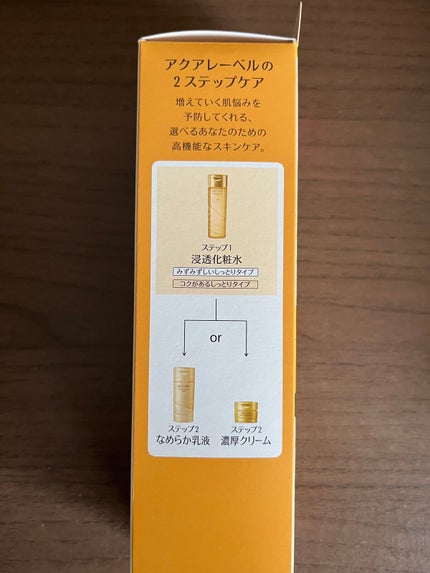 アクアレーベルの
2ステップケア
増えていく肌悩みを
予防してくれる、
選べるあなたのための
高機能なスキンケア。
ステップ1
浸透化粧水
みずみずしいしっとりタイプ
コクがあるしっとりタイプ
or
ステップ2 ステップ2
なめらか乳液 濃厚クリーム